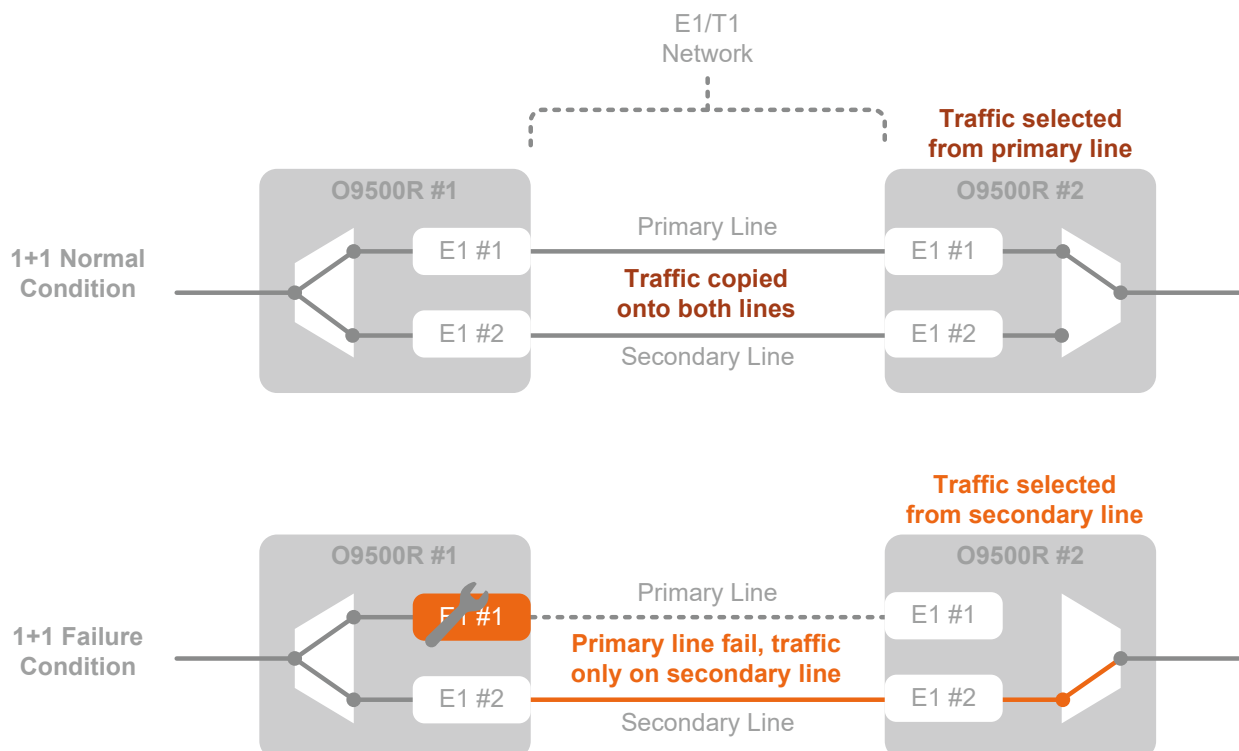 E1/T1
Network
Traffic selected
from primary line
O9500R #1
O9500R #2
1+1 Normal
Condition
E1 #1
Primary Line
E1 #1
Traffic copied
onto both lines
E1 #2
Secondary Line
E1 #2
Traffic selected
from secondary line
O9500R #1
O9500R #2
1+1 Failure
Condition
E1 #1
Primary Line
E1 #1
Primary line fail, traffic
only on secondary line
E1 #2
Secondary Line
E1 #2